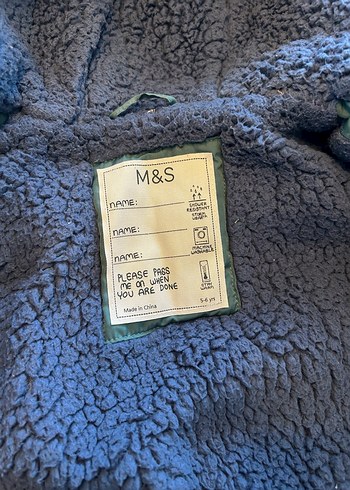 M&S
NAME:
SHOWER
RESISTANT
NAME:
MACHINE
WASHABLE
NAME:
PLEASE PASS
ME ON WHEN
YOU ARE DONE
Made in China
5-6 yrs